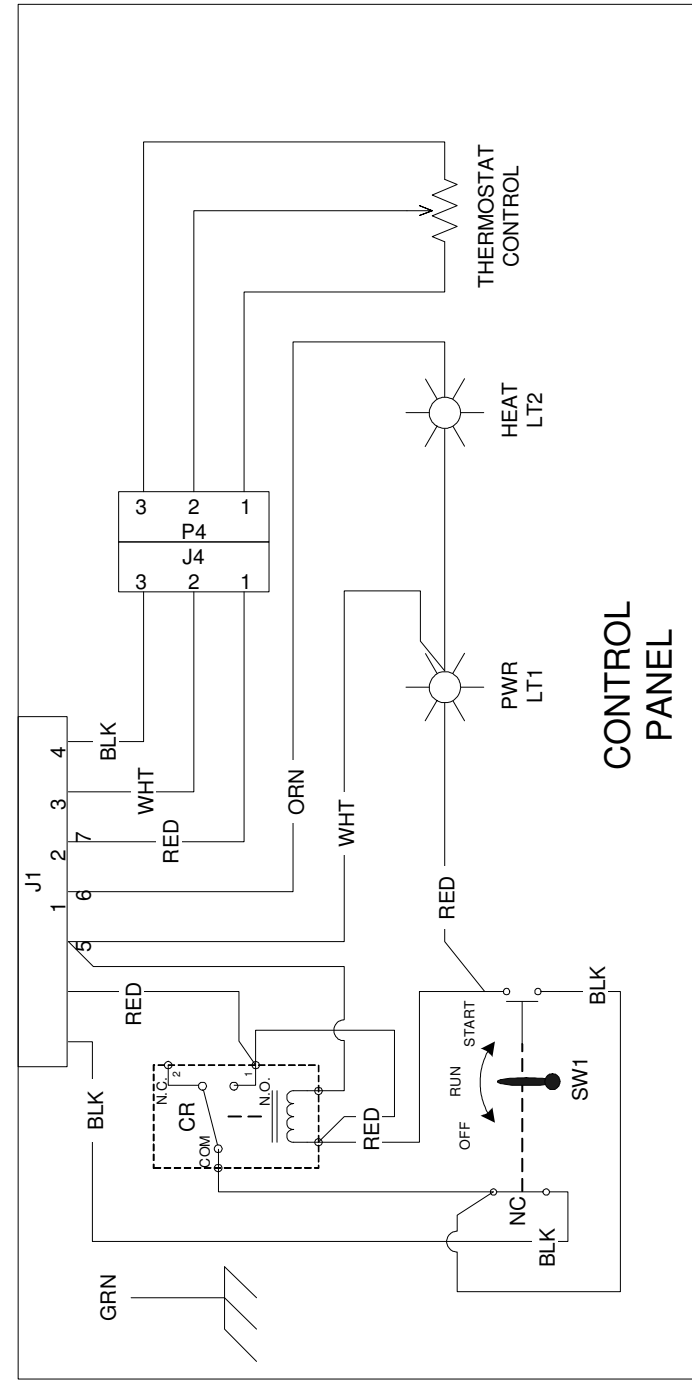 J1
1
2
3
4
5
6
7
BLK
WHT
RED
ORN
WHT
RED
BLK
3
2
1
P4
J4
3
2
1
THERMOSTAT
CONTROL
HEAT
LT2
PWR
LT1
RED
CONTROL
PANEL
N.C.
2
CR
COM
1
N.O.
RED
GRN
START
RUN
OFF
SW1
NC
BLK
BLK